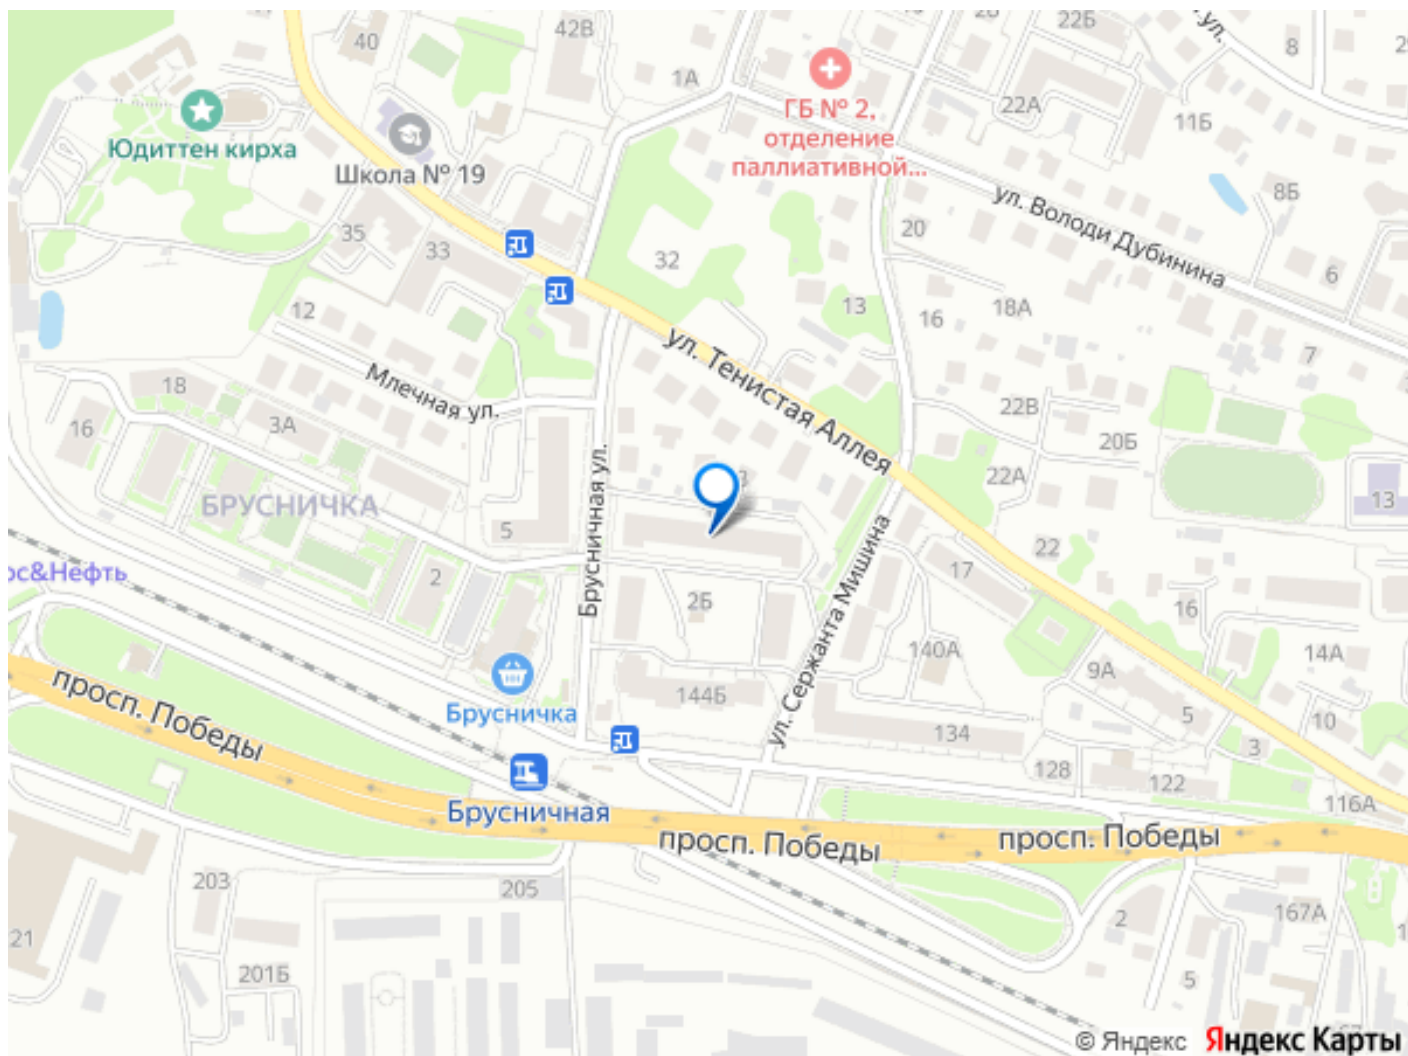 40
42В
1А
22Б
8
ГБ № 2,
отделение
паллиативной...
22А
11Б
Юдиттен кирха
Школа № 19
ул. Володи Дубинина
8Б
35
33
32
20
6
12
13
16
18А
7
ул. Тенистая Аллея
18
Млечная ул.
16
3А
22В
20Б
22А
13
БРУСНИЧКА
Брусничная ул.
5
2
2Б
ул. Сержанта Мишина
22
17
16
ос&Нефть
140А
9А
14А
144Б
5
10
Брусничка
134
3
128
122
116А
просп. Победы
Брусничная
просп. Победы
просп. Победы
203
205
2
167А
21
201Б
5
© Яндекс Яндекс Карты